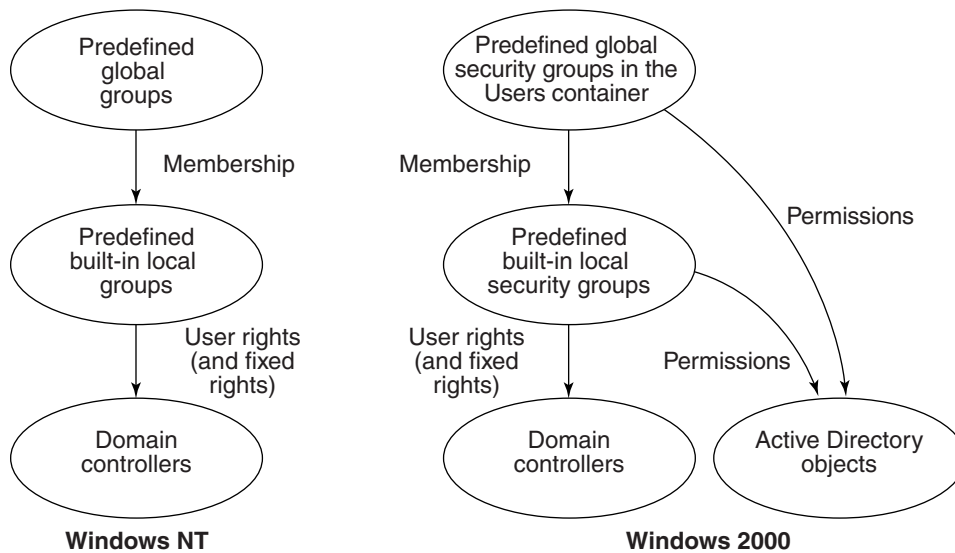 Predefined
global
groups
Membership
Predefined
built-in local
groups
User rights
(and fixed
rights)
Domain
controllers
Windows NT
Predefined global
security groups in the
Users container
Membership
Permissions
Predefined
built-in local
security groups
User rights
(and fixed
rights)
Permissions
Domain
controllers
Active Directory
objects
Windows 2000